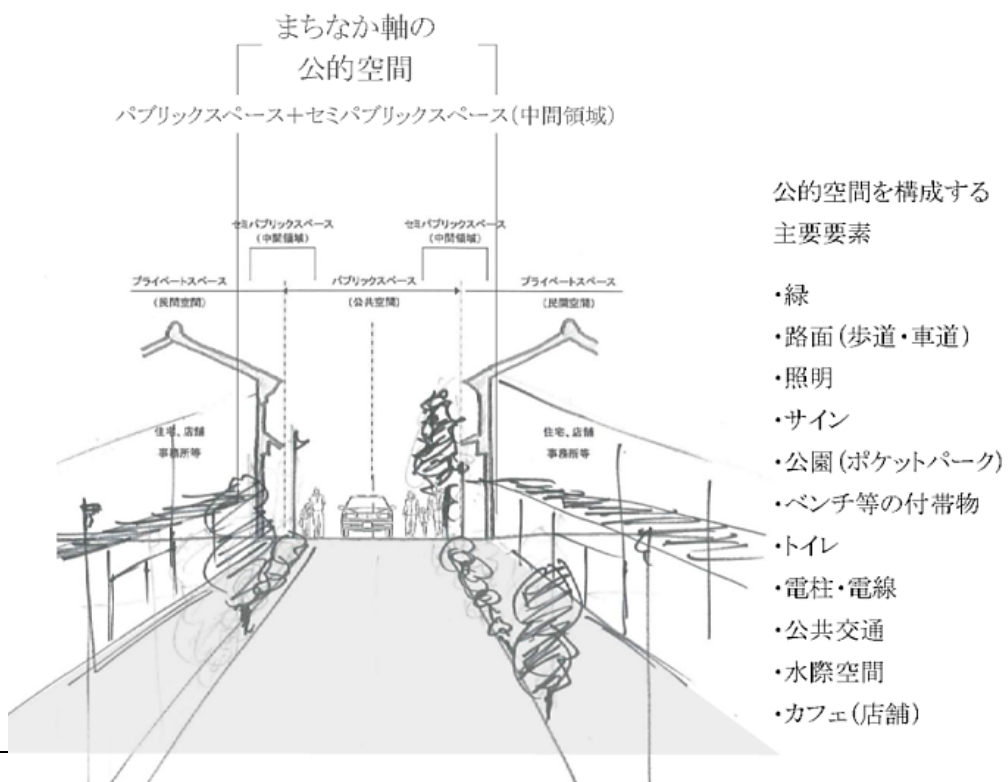 まちなか軸の
公的空間
パブリックスペース＋セミパブリックスペース(中間領域)
セミパブリックスペース
(中間領域)
セミパブリックスペース
(中間領域)
プライベートスペース
(民間空間)
パブリックスペース
(公共空間)
プライベートスペース
(民間空間)
住宅、店舗
事務所等
住宅、店舗
事務所等
公的空間を構成する
主要要素
・緑
・路面(歩道・車道)
・照明
・サイン
・公園(ポケットパーク)
・ベンチ等の付帯物
・トイレ
・電柱・電線
・公共交通
・水際空間
・カフェ(店舗)